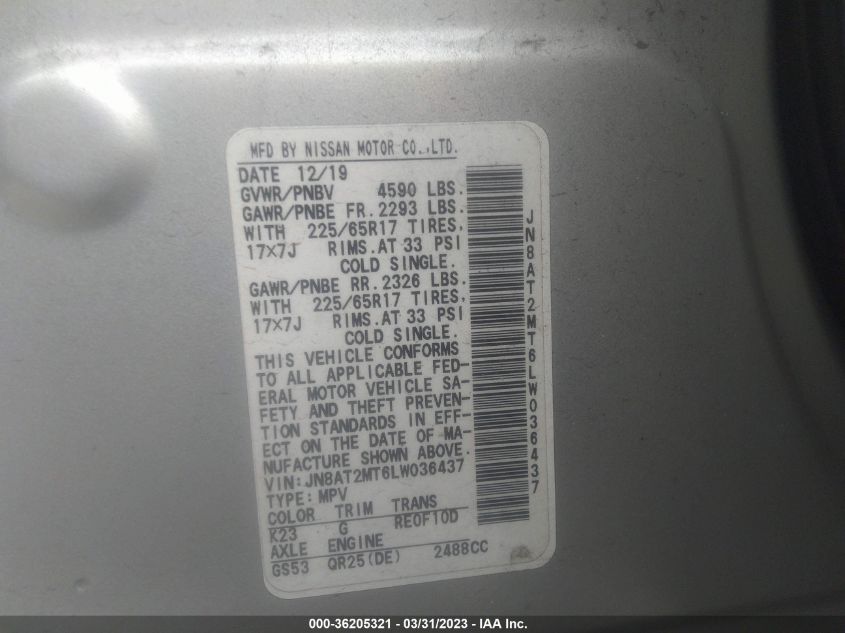 MFD BY NISSAN MOTOR CO.,LTD.
DATE 12/19
GVWR/PNBV 4590 LBS.
GAWR/PNBE FR. 2293 LBS.
WITH 225/65R17 TIRES,
17×7J RIMS.AT 33 PSI
COLD SINGLE.
GAWR/PNBE RR. 2326 LBS.
WITH 225/65R17 TIRES,
17×7J RIMS.AT 33 PSI
COLD SINGLE.
THIS VEHICLE CONFORMS
TO ALL APPLICABLE FED-
ERAL MOTOR VEHICLE SA-
FETY AND THEFT PREVEN-
TION STANDARDS IN EFF-
ECT ON THE DATE OF MA-
NUFACTURE SHOWN ABOVE.
VIN:JN8AT2MT6LW036437
TYPE:MPV
COLOR TRIM TRANS
K23 G RE0F10D
AXLE ENGINE
GS53 QR25(DE) 2488CC
JN8AT2MT6LW036437
000-36205321 - 03/31/2023 - IAA Inc.